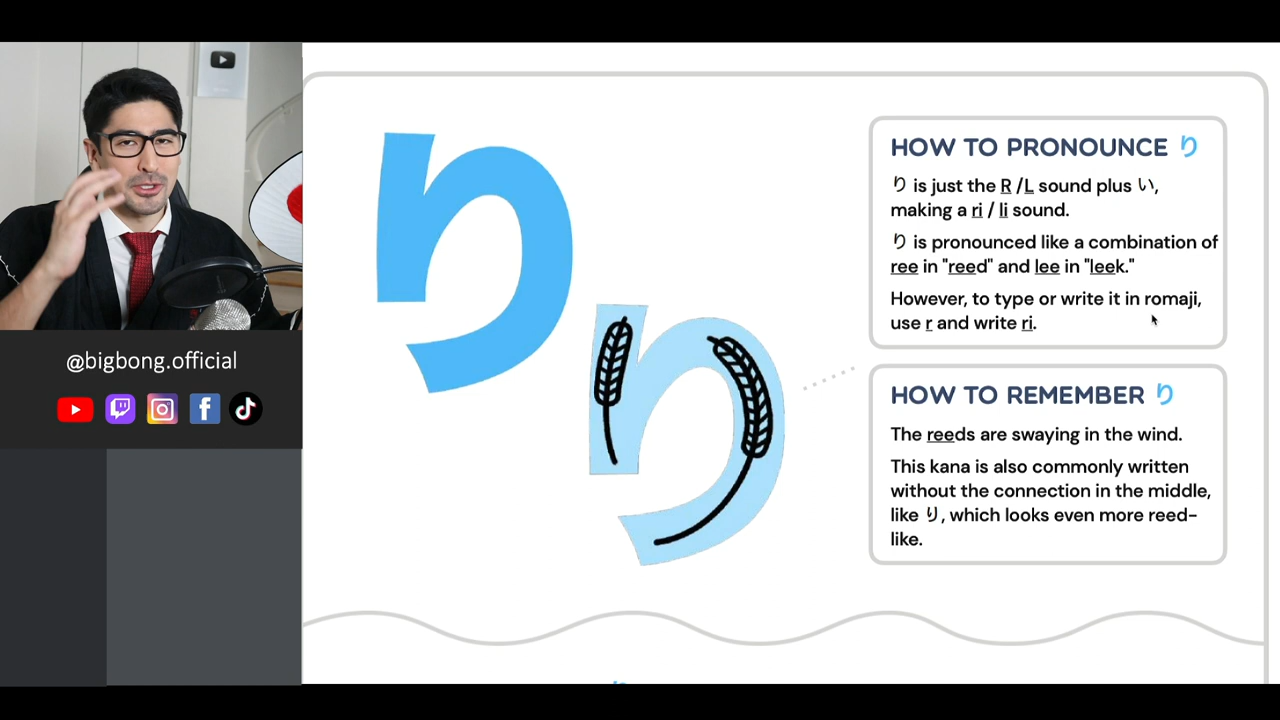 @bigbong.official
り
り
HOW TO PRONOUNCE り
り is just the R /L sound plus い,
making a ri / li sound.
り is pronounced like a combination of
ree in "reed" and lee in "leek."
However, to type or write it in romaji,
use r and write ri.
HOW TO REMEMBER り
The reeds are swaying in the wind.
This kana is also commonly written
without the connection in the middle,
like り, which looks even more reed-
like.